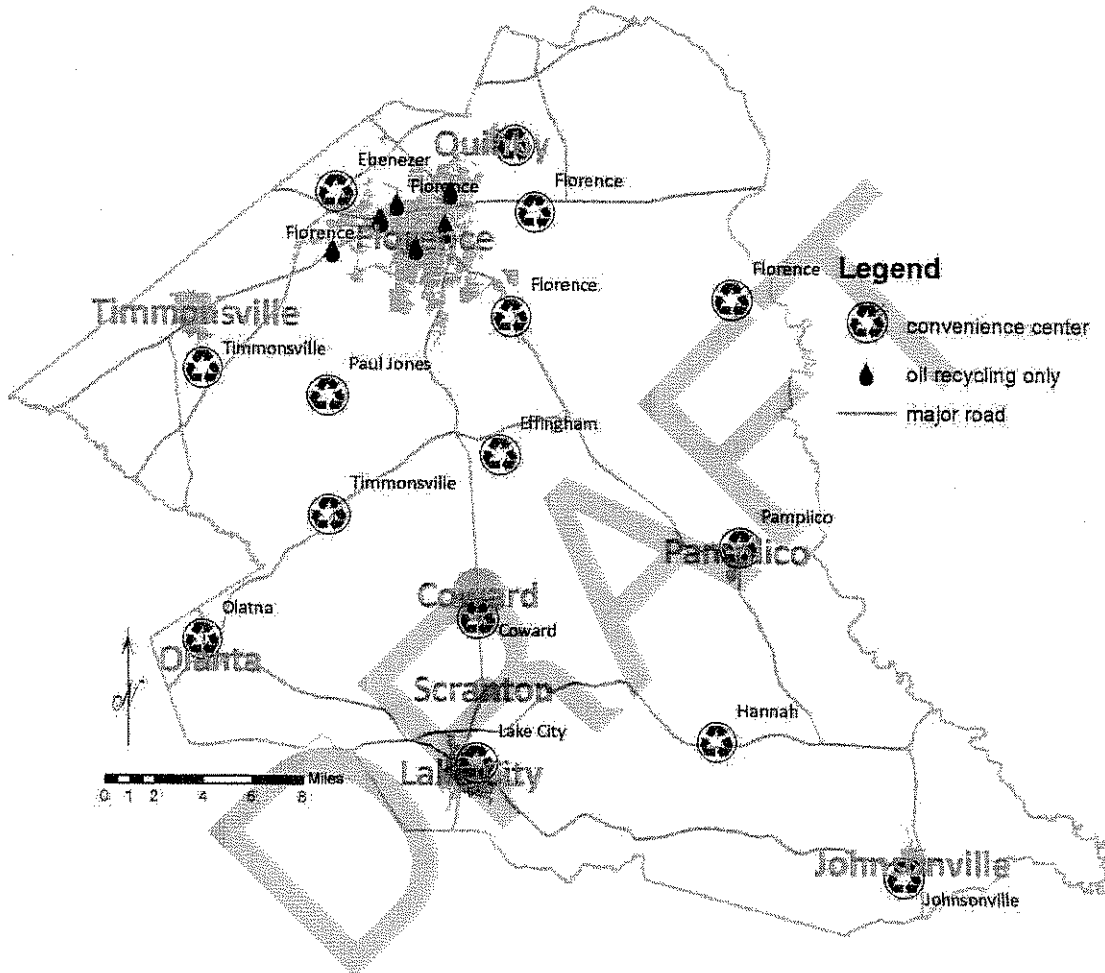 Quinby
Ebenezer
Florence
Florence
Florence
Florence
Florence
Florence
Legend
convenience center
oil recycling only
major road
Timmonsville
Timmonsville
Paul Jones
Effingham
Timmonsville
Pamplico
Pamplico
Coward
Coward
Olatna
Olanta
Scranton
Hannah
Lake City
Lake City
N
Miles
0 1 2 4 6 8
Johnsonville
Johnsonville
DRAFT